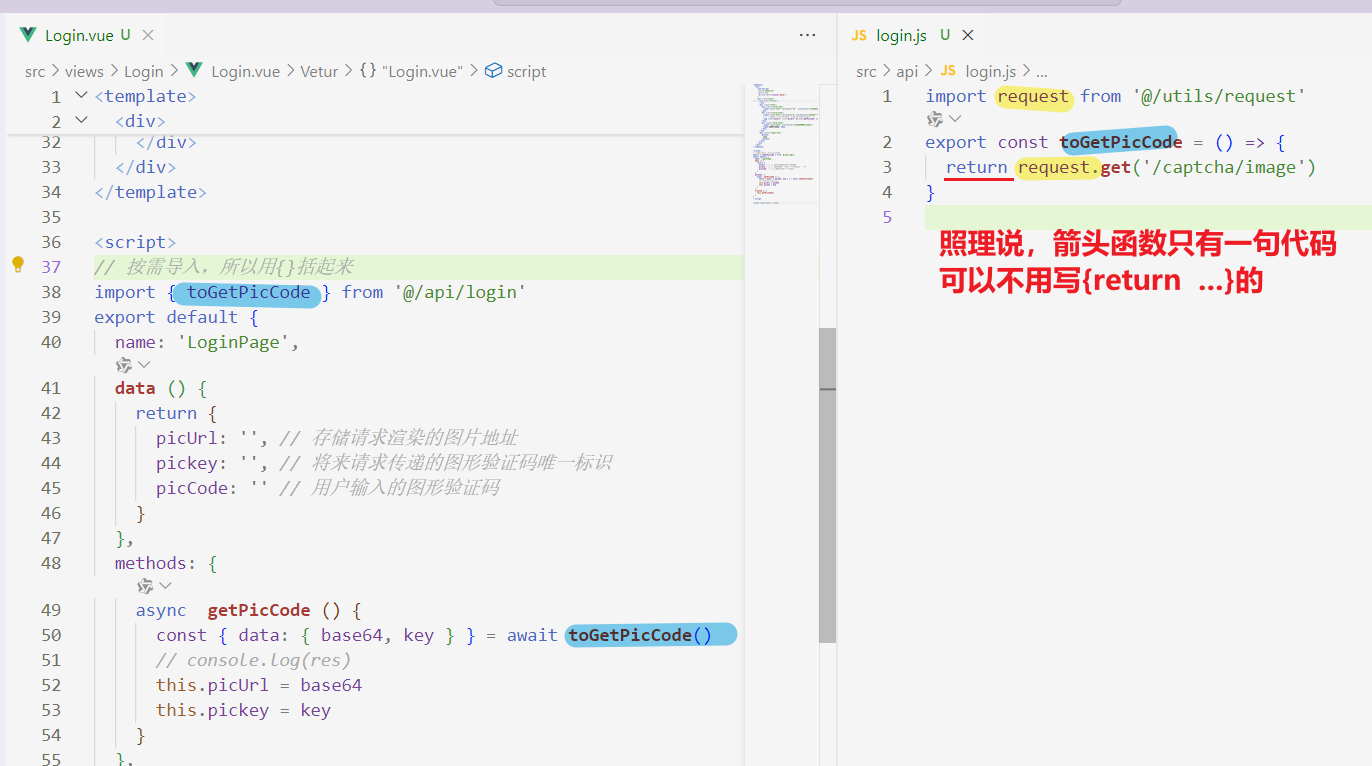 Login.vue U
src > views > Login > Login.vue > Vetur > {} "Login.vue" > script
1 <template>
2 <div>
32 </div>
33 </div>
34 </template>
35
36 <script>
37 // 按需导入，所以用{}括起来
38 import { toGetPicCode } from '@/api/login'
39 export default {
40 name: 'LoginPage',
41 data () {
42 return {
43 picUrl: '', // 存储请求渲染的图片地址
44 pickey: '', // 将来请求传递的图形验证码唯一标识
45 picCode: '' // 用户输入的图形验证码
46 }
47 },
48 methods: {
49 async getPicCode () {
50 const { data: { base64, key } } = await toGetPicCode()
51 // console.log(res)
52 this.picUrl = base64
53 this.pickey = key
54 }
55 },
JS login.js U
src > api > JS login.js > ...
1 import request from '@/utils/request'
2 export const toGetPicCode = () => {
3 return request.get('/captcha/image')
4 }
5
照理说，箭头函数只有一句代码
可以不用写{return ...}的